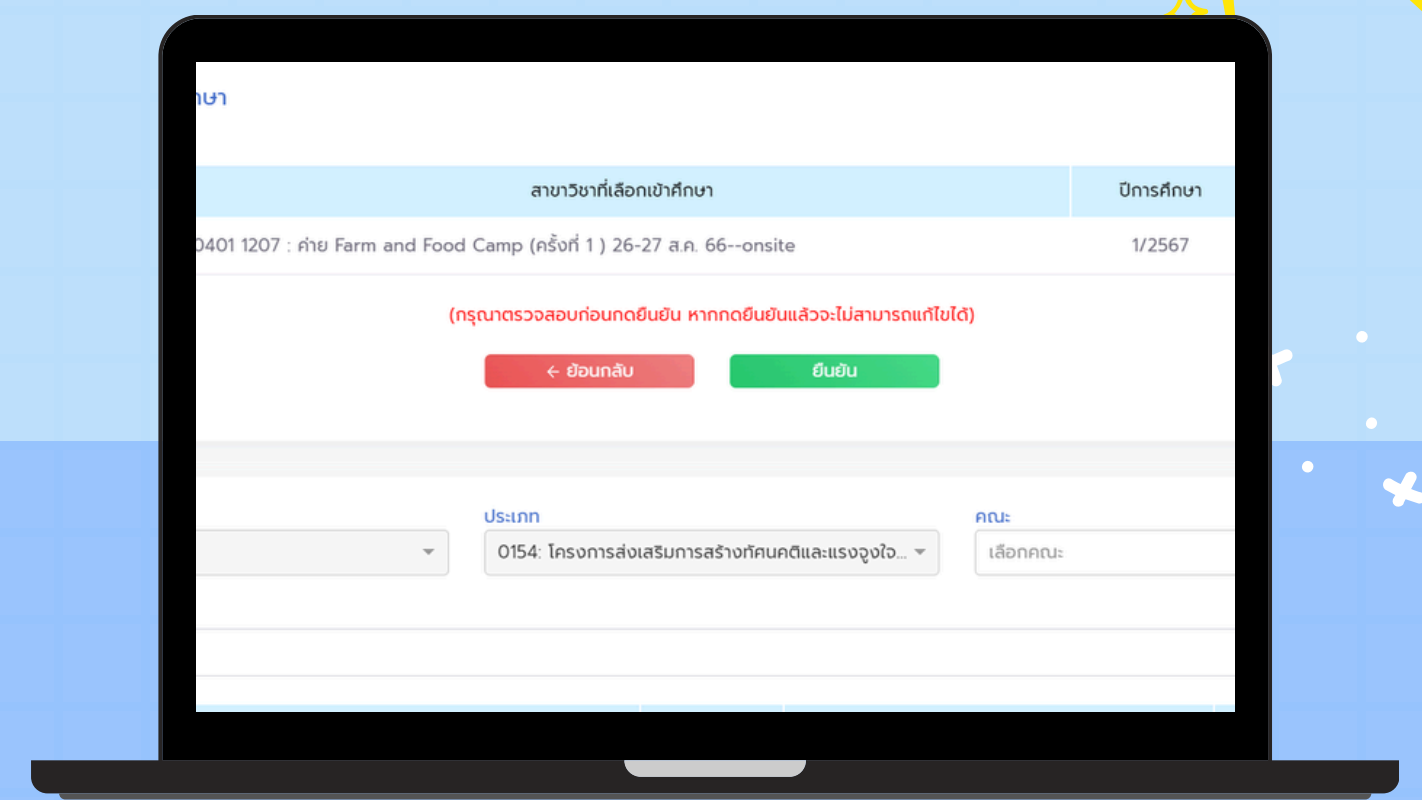 กษา
สาขาวิชาที่เลือกเข้าศึกษา ปีการศึกษา
0401 1207 : ค่าย Farm and Food Camp (ครั้งที่ 1 ) 26-27 ส.ค. 66--onsite 1/2567
(กรุณาตรวจสอบก่อนกดยืนยัน หากกดยืนยันแล้วจะไม่สามารถแก้ไขได้)
← ย้อนกลับ ยืนยัน
ประเภท คณะ
0154: โครงการส่งเสริมการสร้างทัศนคติและแรงจูงใจ... เลือกคณะ